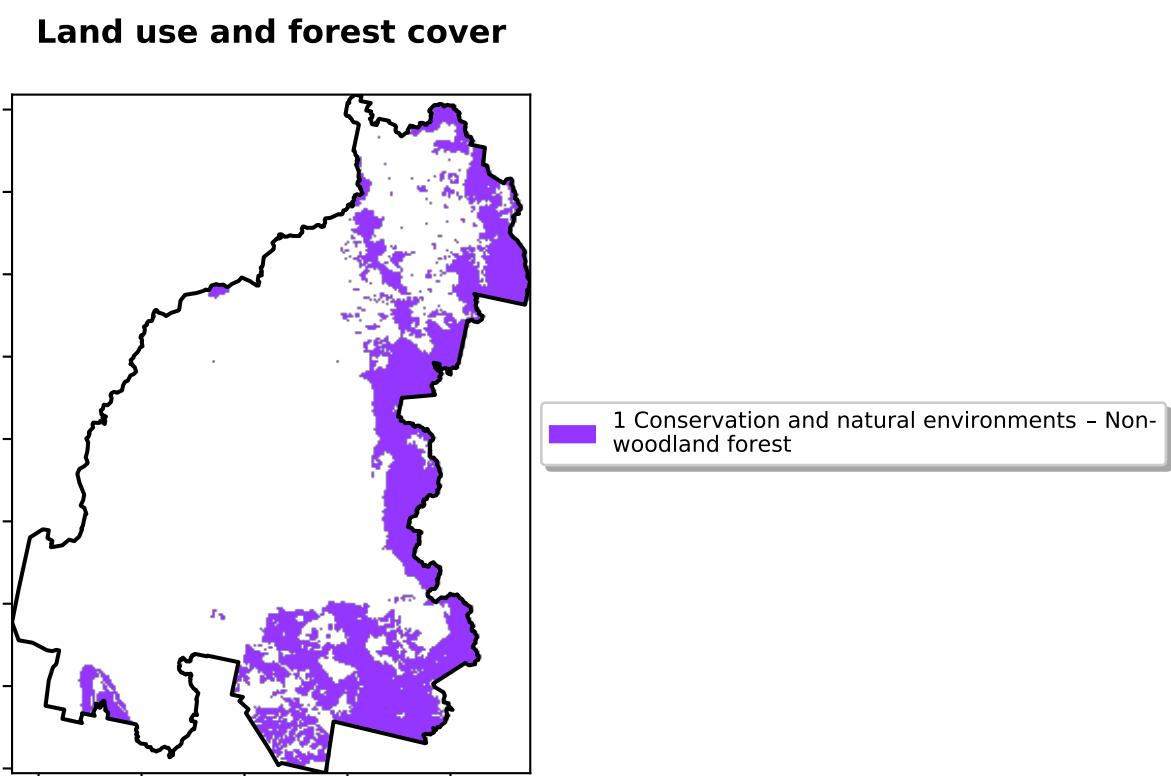 Land use and forest cover
1 Conservation and natural environments – Non-
woodland forest